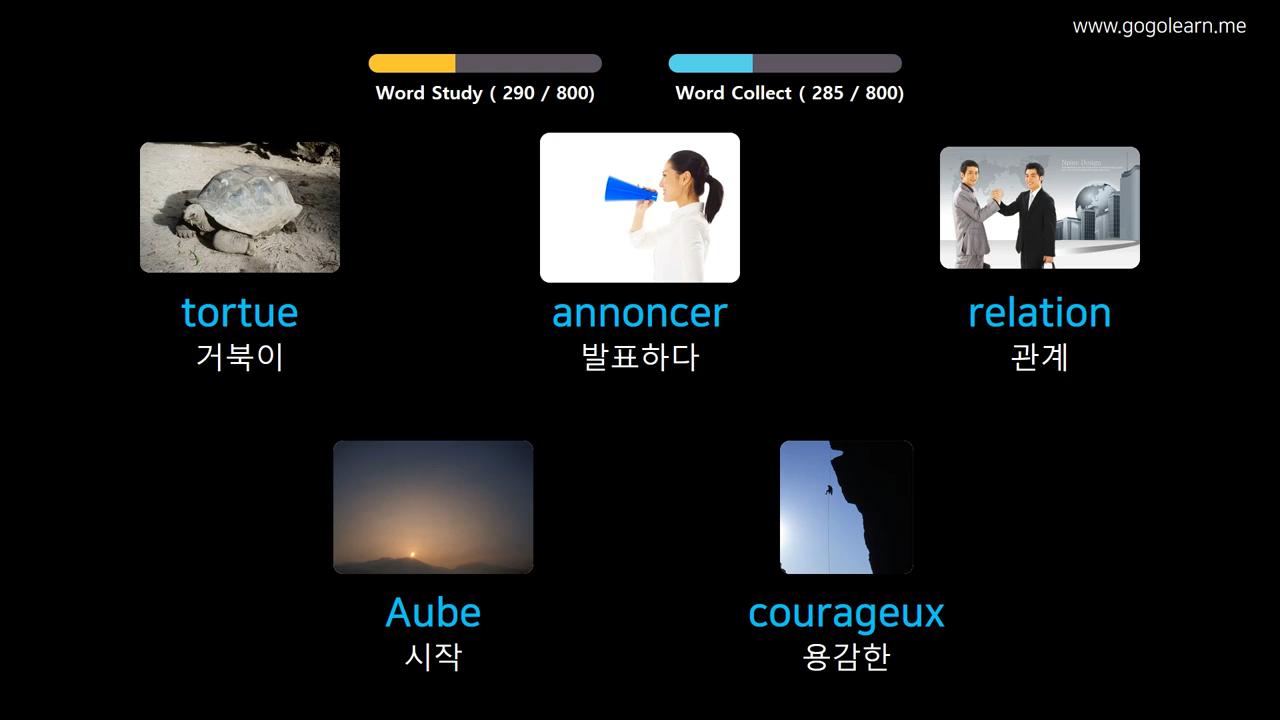 www.gogolearn.me
Word Study ( 290 / 800)
Word Collect ( 285 / 800)
tortue
거북이
annoncer
발표하다
relation
관계
Aube
시작
courageux
용감한